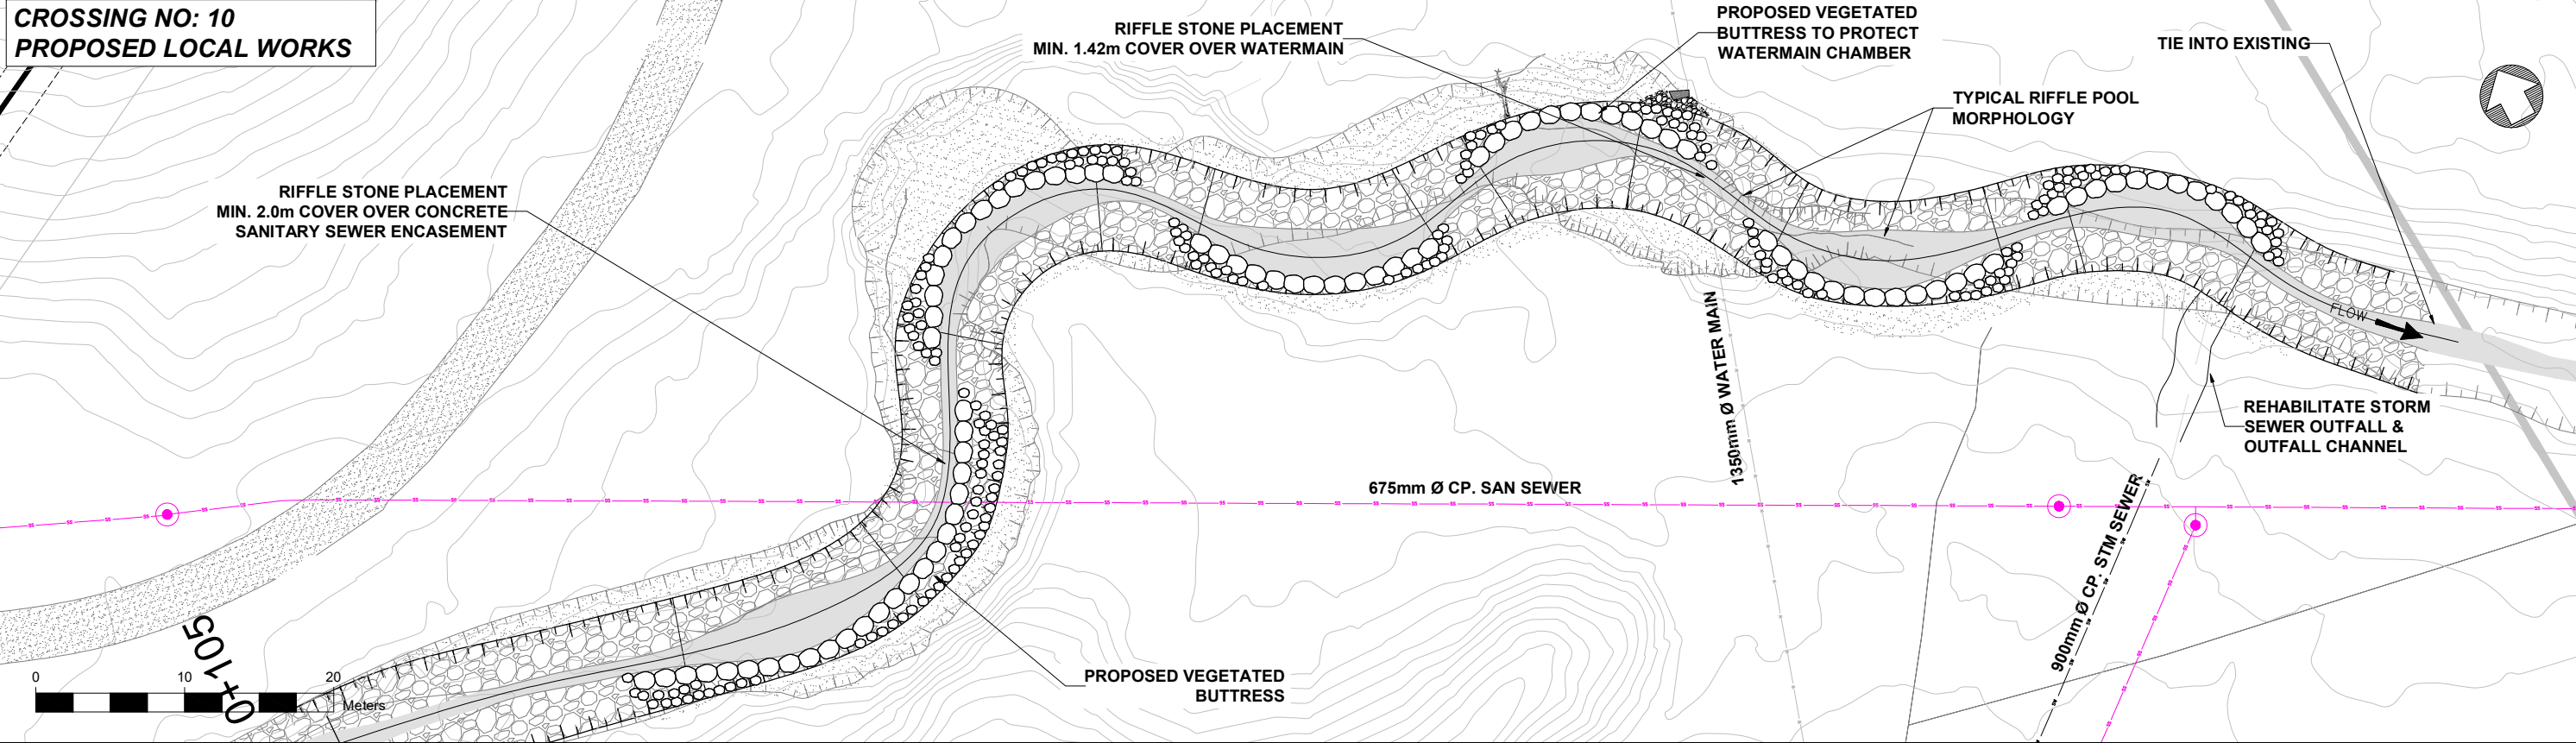 CROSSING NO: 10
PROPOSED LOCAL WORKS
RIFFLE STONE PLACEMENT
MIN. 1.42m COVER OVER WATERMAIN
PROPOSED VEGETATED
BUTTRESS TO PROTECT
WATERMAIN CHAMBER
TIE INTO EXISTING
TYPICAL RIFFLE POOL
MORPHOLOGY
RIFFLE STONE PLACEMENT
MIN. 2.0m COVER OVER CONCRETE
SANITARY SEWER ENCASEMENT
FLOW
1350mm Ø WATER MAIN
REHABILITATE STORM
SEWER OUTFALL &
OUTFALL CHANNEL
675mm Ø CP. SAN SEWER
900mm Ø CP. STM SEWER
PROPOSED VEGETATED
BUTTRESS
0+105
0 10 20
Meters